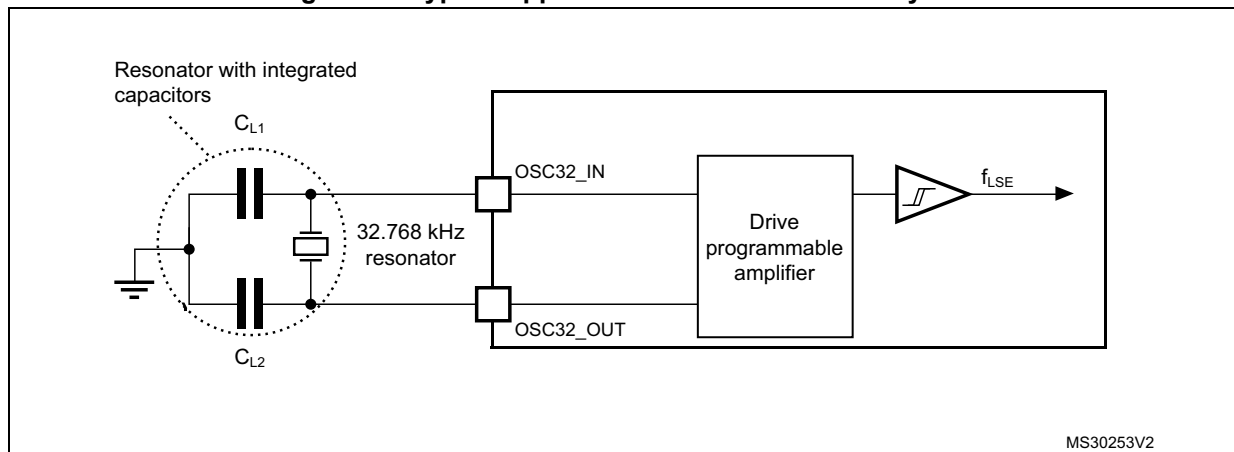 Resonator with integrated
capacitors
CL1
OSC32_IN
fLSE
32.768 kHz
resonator
Drive
programmable
amplifier
OSC32_OUT
CL2
MS30253V2